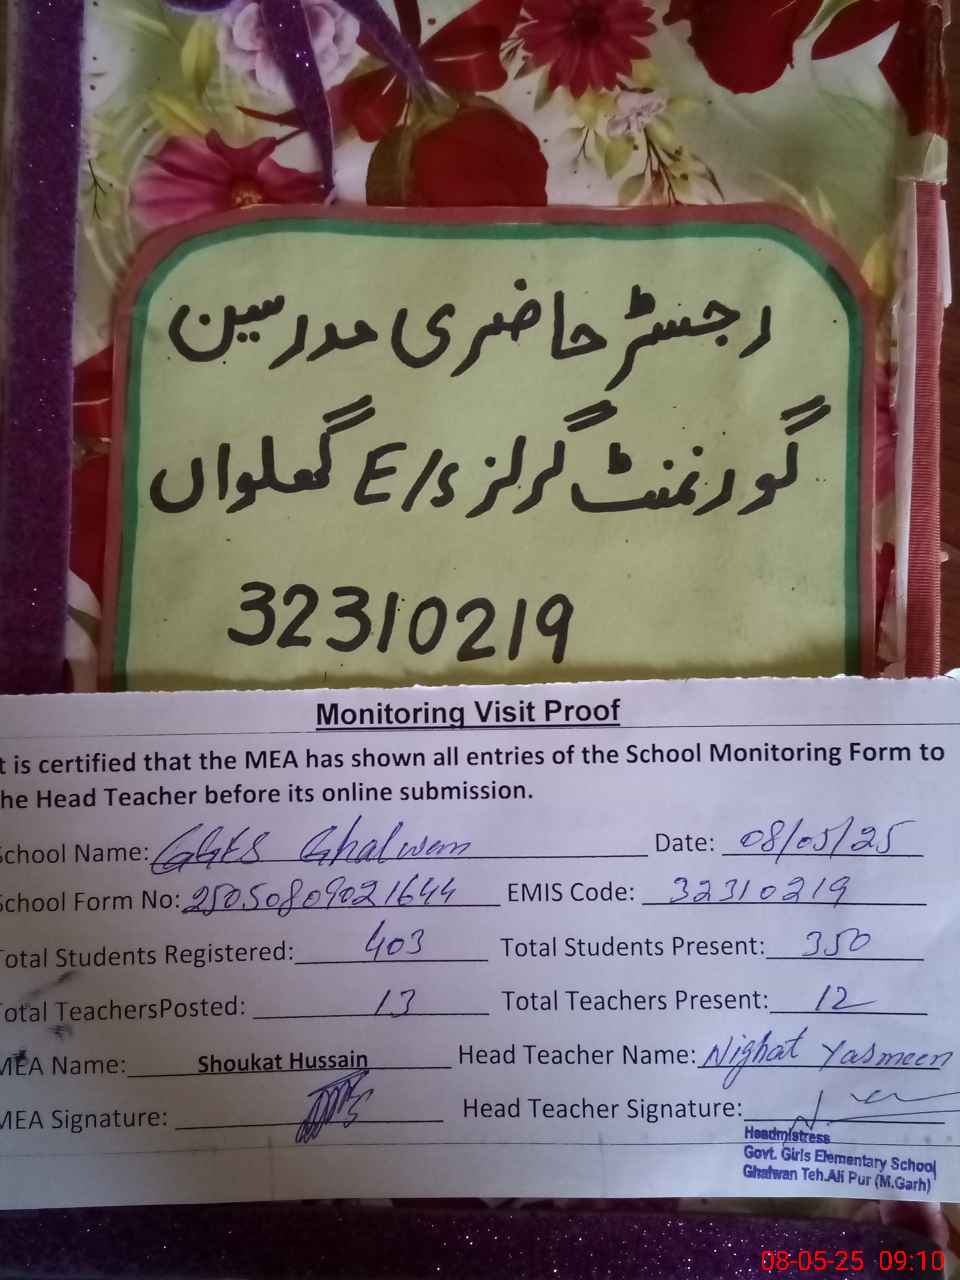 رجسٹر حاضری مدرسین
گورنمنٹ گرلز E/s گھلواں
32310219
Monitoring Visit Proof
t is certified that the MEA has shown all entries of the School Monitoring Form to
he Head Teacher before its online submission.
School Name: GGES Ghalwan Date: 08/05/25
School Form No: 25050809021644 EMIS Code: 32310219
Total Students Registered: 403 Total Students Present: 350
Total TeachersPosted: 13 Total Teachers Present: 12
MEA Name: Shoukat Hussain Head Teacher Name: Nighat Yasmeen
MEA Signature: Head Teacher Signature:
Headmistress
Govt. Girls Elementary School
Ghalwan Teh.Ali Pur (M.Garh)
08-05-25 09:10